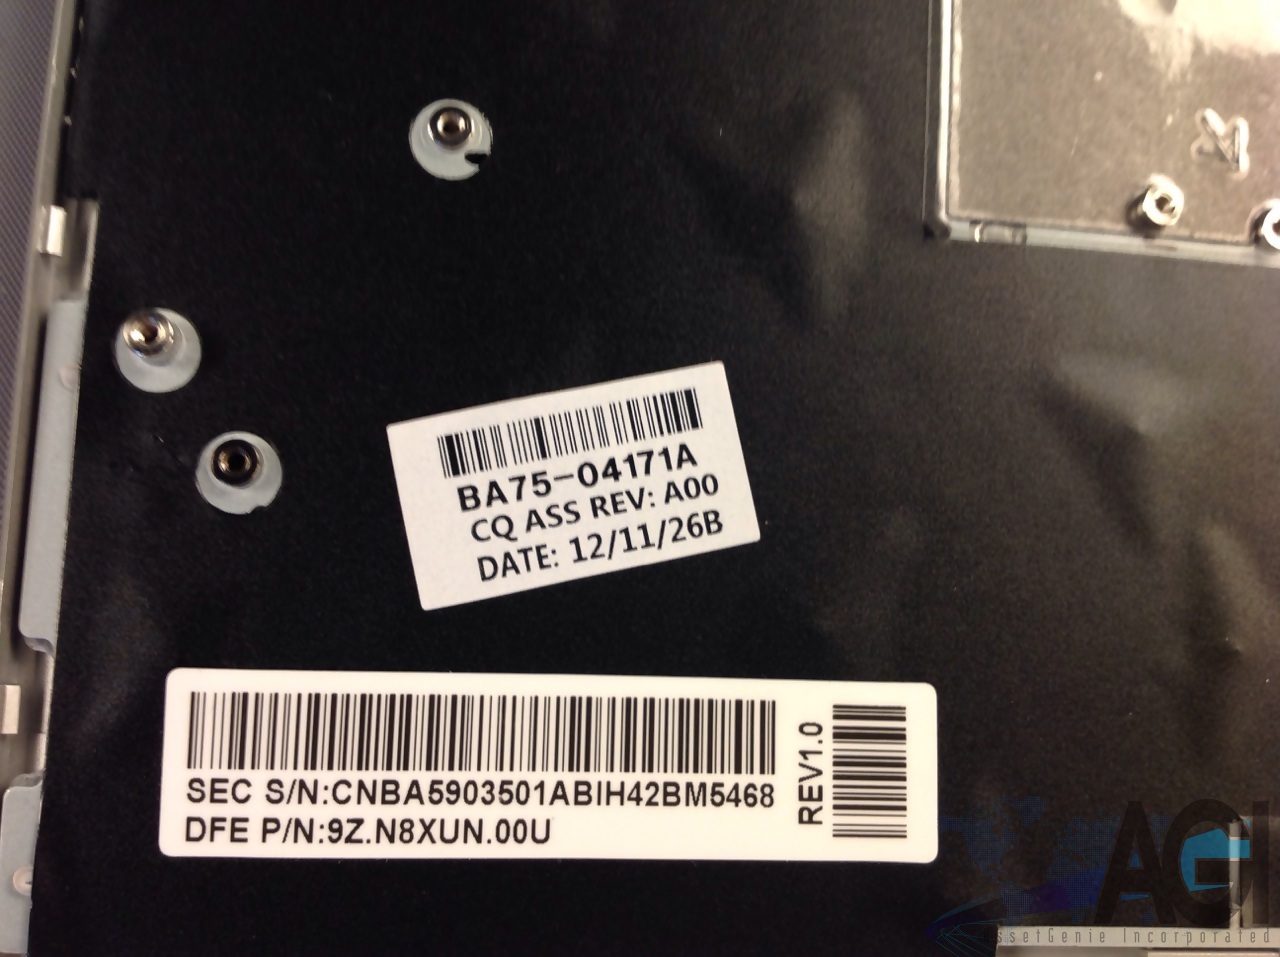 BA75-04171A
CQ ASS REV: A00
DATE: 12/11/26B
SEC S/N:CNBA5903501ABIH42BM5468
DFE P/N:9Z.N8XUN.00U
REV1.0
AGI
ssetGenie Incorporated